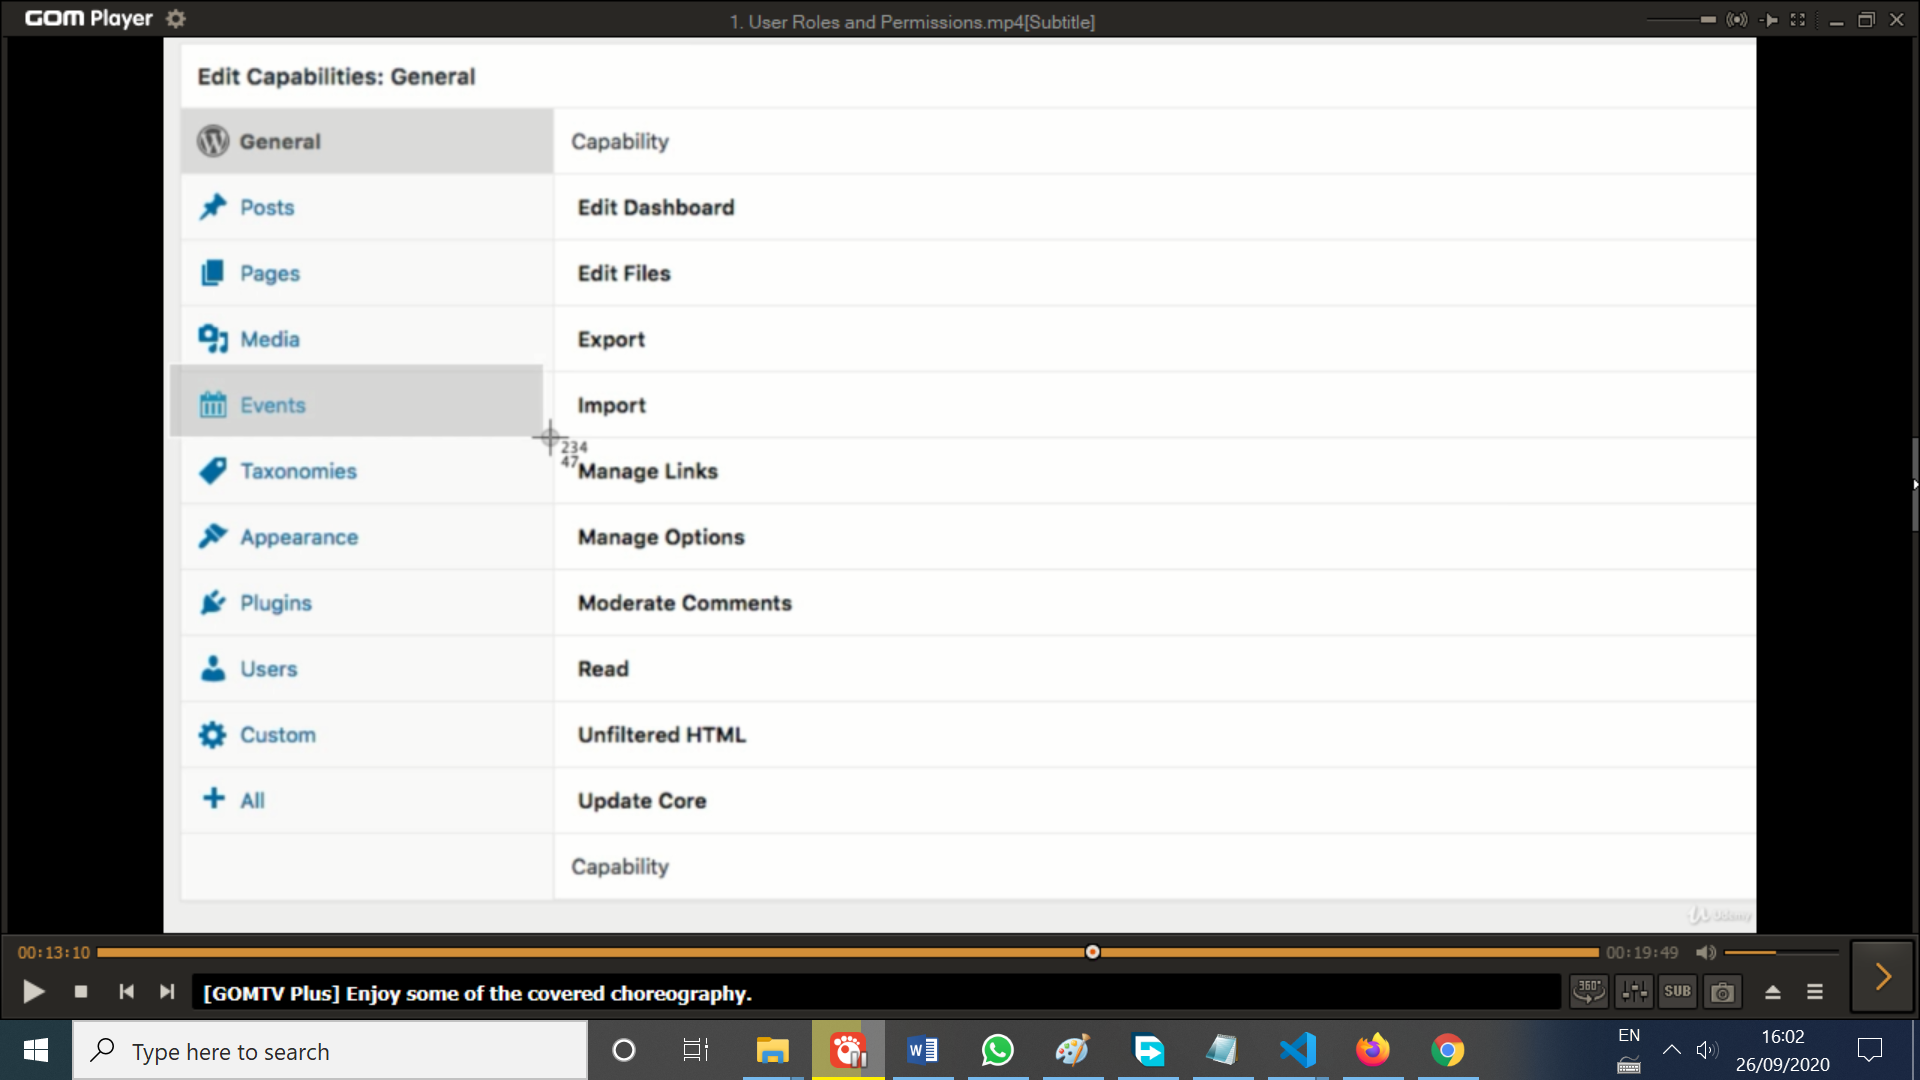 GOM Player
1. User Roles and Permissions.mp4[Subtitle]
Edit Capabilities: General
General
Capability
Posts
Edit Dashboard
Pages
Edit Files
Media
Export
Events
Import
234
47
Taxonomies
Manage Links
Appearance
Manage Options
Plugins
Moderate Comments
Users
Read
Custom
Unfiltered HTML
All
Update Core
Capability
Udemy
00:13:10
00:19:49
[GOMTV Plus] Enjoy some of the covered choreography.
360°
SUB
Type here to search
EN
16:02
26/09/2020